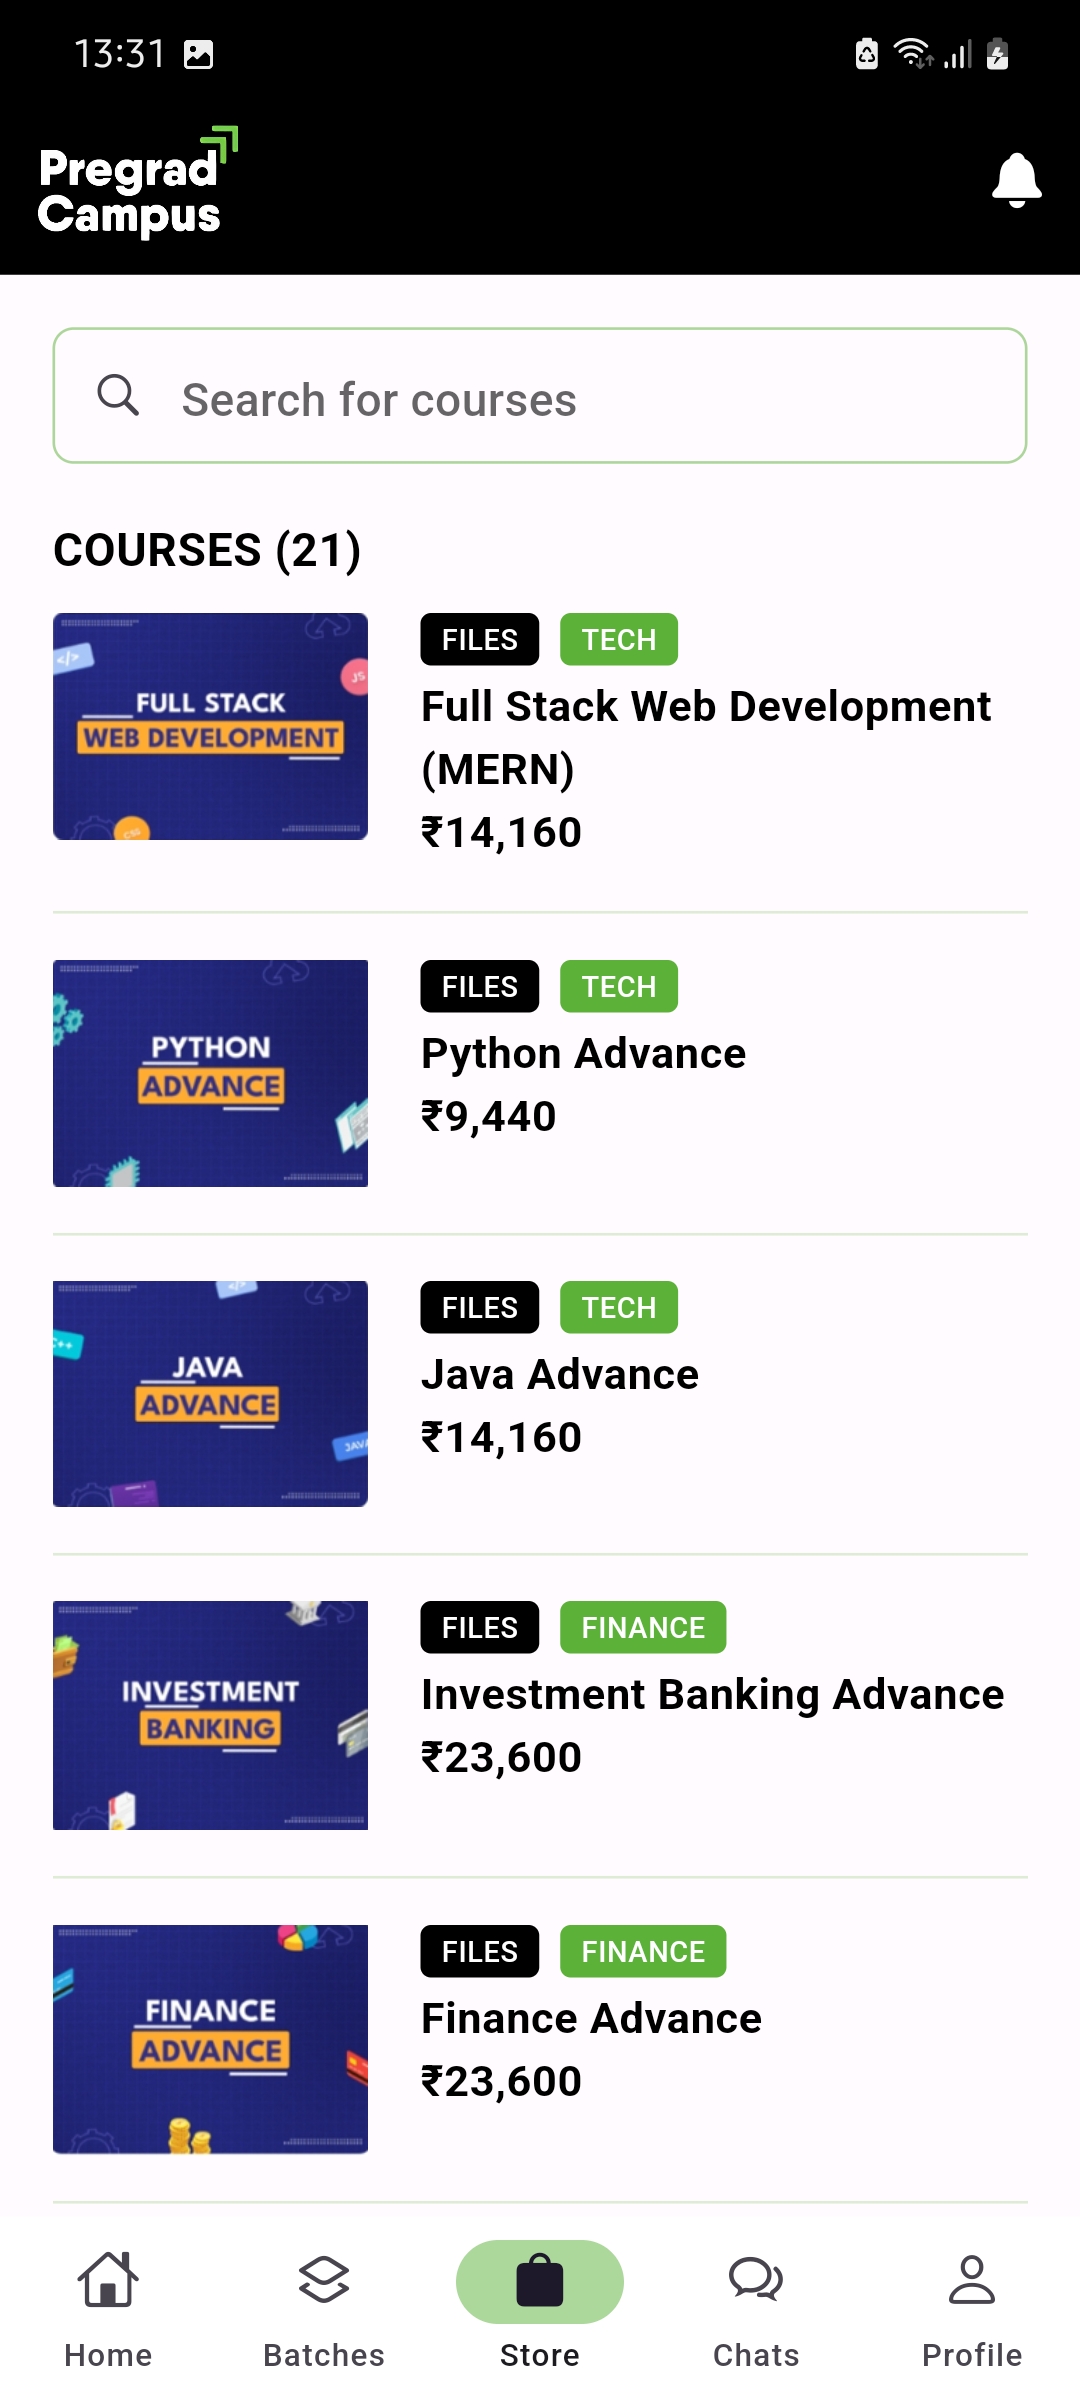 13:31
Pregrad
Campus
Search for courses
COURSES (21)
</>
JS
FULL STACK
WEB DEVELOPMENT
CSS
FILES TECH
Full Stack Web Development
(MERN)
₹14,160
PYTHON
ADVANCE
FILES TECH
Python Advance
₹9,440
</>
C++
JAVA
ADVANCE
JAVA
FILES TECH
Java Advance
₹14,160
INVESTMENT
BANKING
FILES FINANCE
Investment Banking Advance
₹23,600
FINANCE
ADVANCE
FILES FINANCE
Finance Advance
₹23,600
Home Batches Store Chats Profile